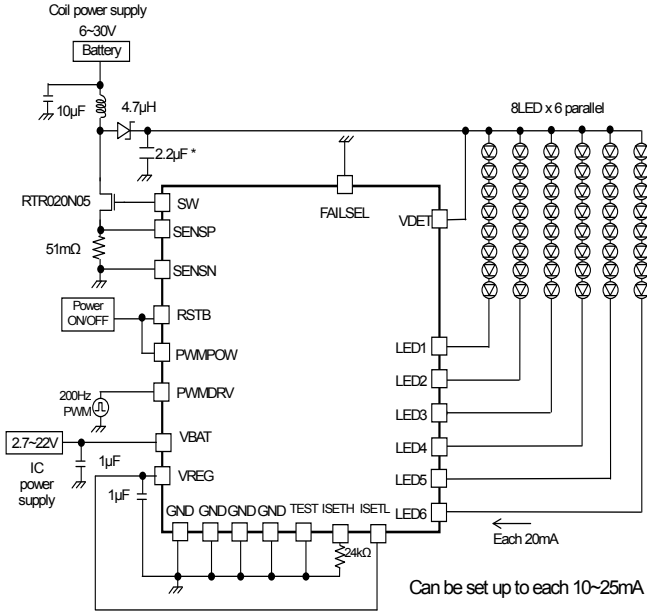 Coil power supply
6~30V
Battery
10µF
4.7µH
2.2µF *
8LED x 6 parallel
RTR020N05
SW
FAILSEL
VDET
SENSP
51mΩ
SENSN
Power
ON/OFF
RSTB
PWMPOW
LED1
LED2
200Hz
PWM
PWMDRV
LED3
2.7~22V
VBAT
LED4
IC
power
supply
1µF
VREG
LED5
1µF
GND GND GND GND TEST ISETH ISETL
LED6
24kΩ
Each 20mA
Can be set up to each 10~25mA